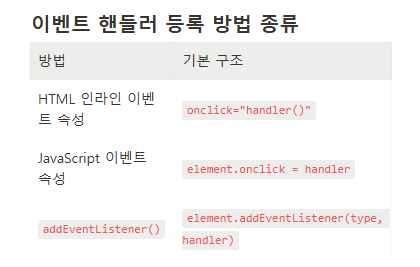 이벤트 핸들러 등록 방법 종류
방법 기본 구조
HTML 인라인 이벤
트 속성
onclick="handler()"
JavaScript 이벤트
속성
element.onclick = handler
addEventListener()
element.addEventListener(type,
handler)